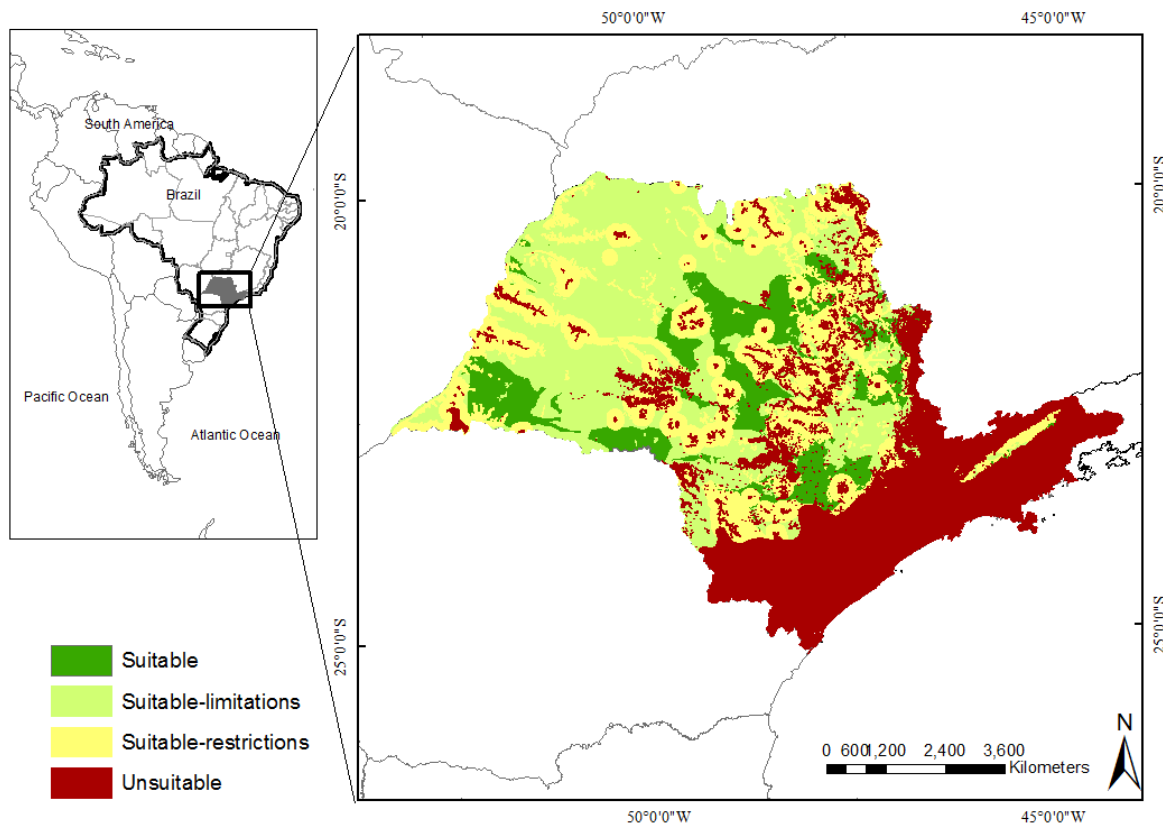 50°0'0"W
45°0'0"W
South America
Brazil
20°0'0"S
20°0'0"S
Pacific Ocean
Atlantic Ocean
25°0'0"S
25°0'0"S
Suitable
Suitable-limitations
Suitable-restrictions
Unsuitable
N
0 600 1,200 2,400 3,600
Kilometers
50°0'0"W
45°0'0"W